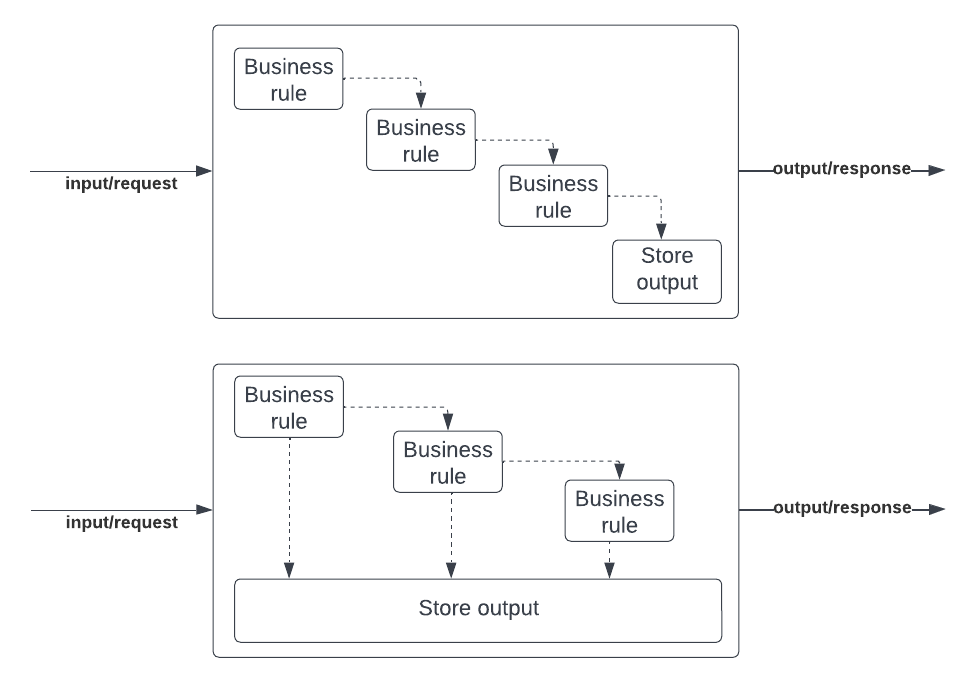 Business
rule
Business
rule
input/request
output/response
Business
rule
Store
output
Business
rule
Business
rule
Business
rule
input/request
output/response
Store output